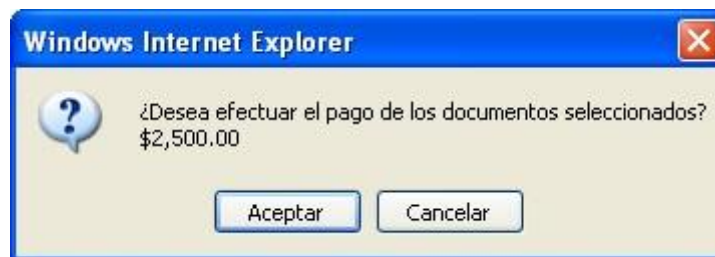 Windows Internet Explorer
¿Desea efectuar el pago de los documentos seleccionados?
$2,500.00
Aceptar
Cancelar